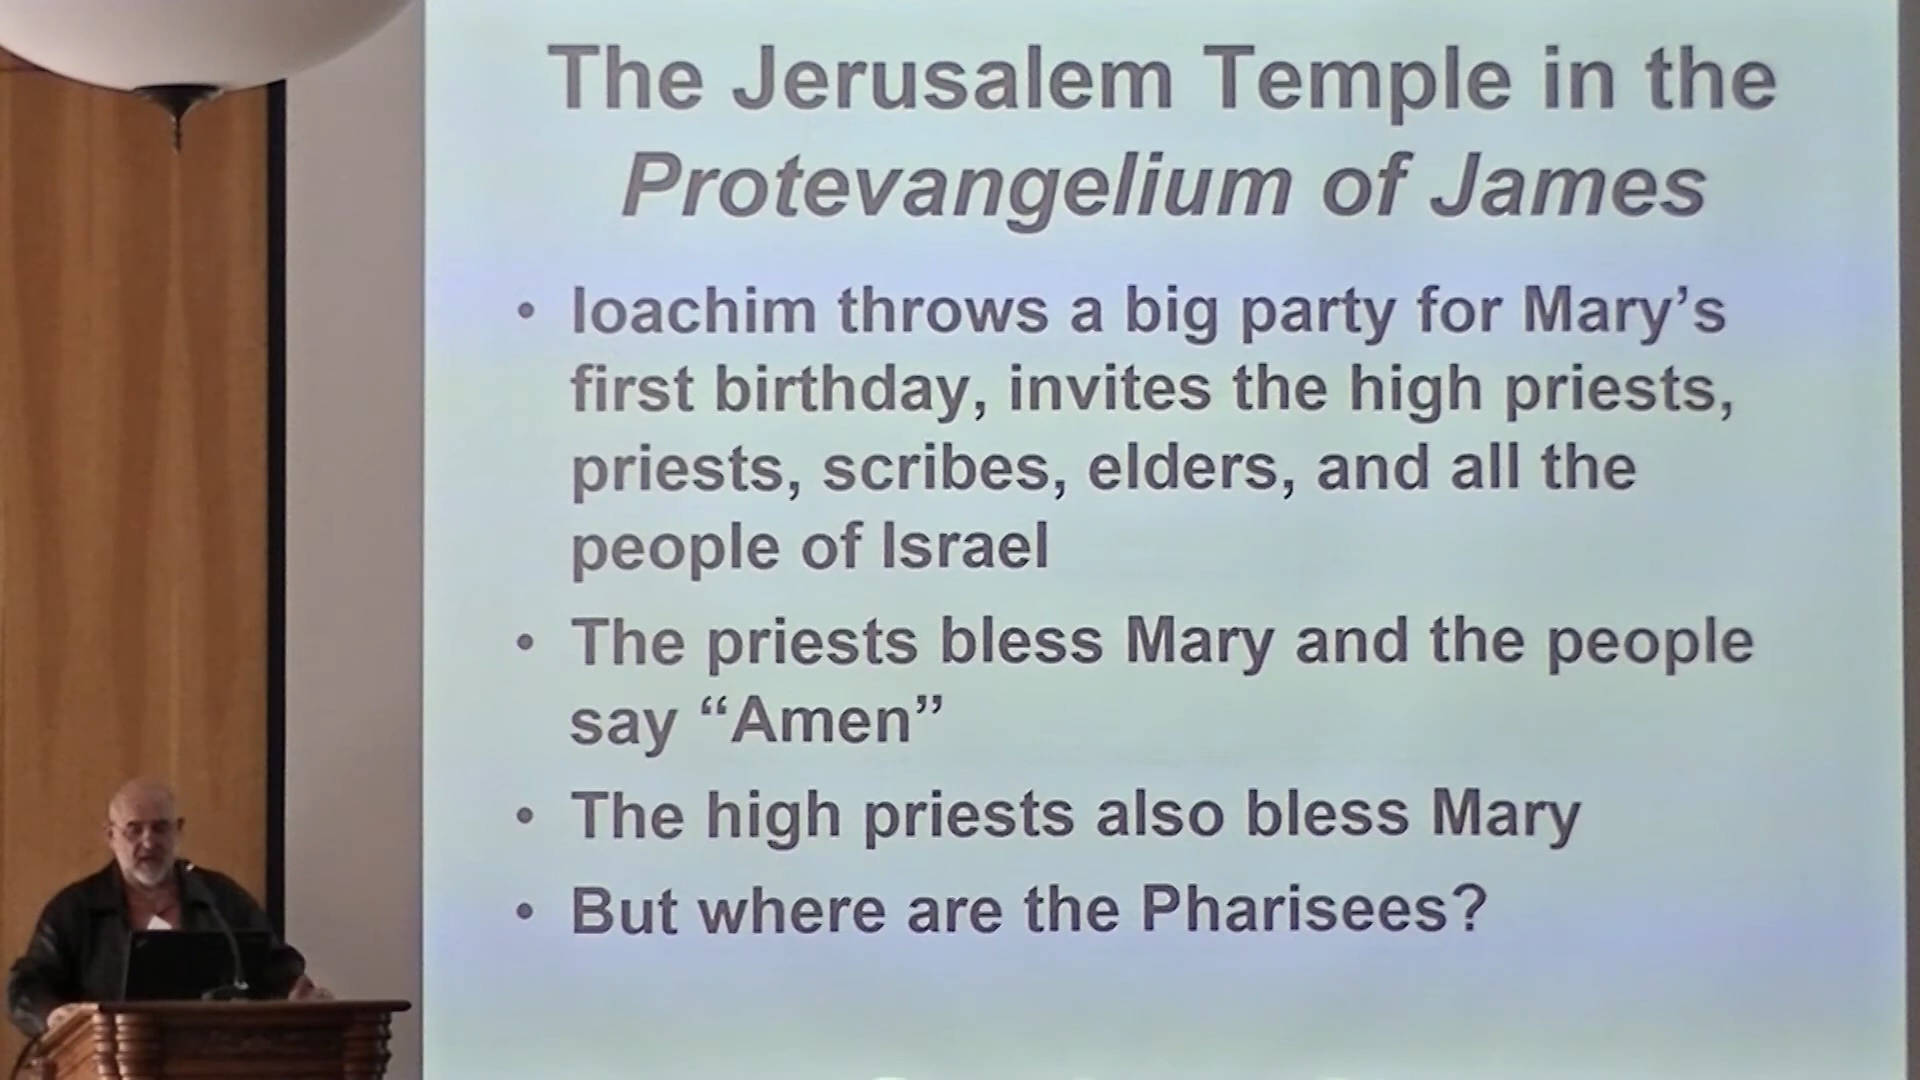 The Jerusalem Temple in the
Protevangelium of James
• Ioachim throws a big party for Mary’s
first birthday, invites the high priests,
priests, scribes, elders, and all the
people of Israel
• The priests bless Mary and the people
say “Amen”
• The high priests also bless Mary
• But where are the Pharisees?